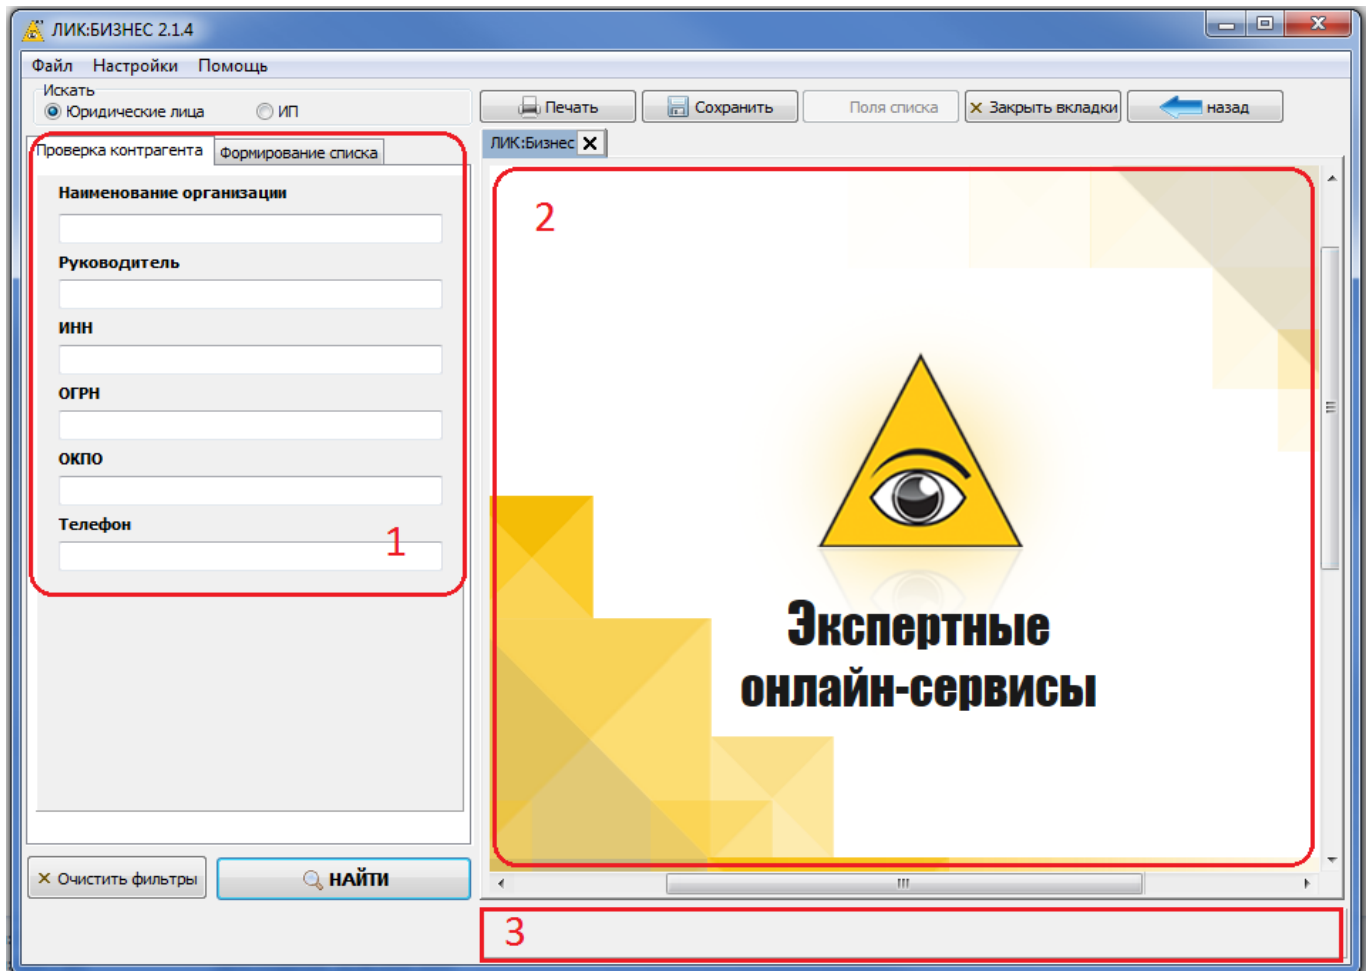 ЛИК:БИЗНЕС 2.1.4
Файл Настройки Помощь
Искать
Юридические лица ИП
Печать Сохранить Поля списка Закрыть вкладки назад
Проверка контрагента Формирование списка
ЛИК:Бизнес
Наименование организации
2
Руководитель
ИНН
ОГРН
ОКПО
Телефон
1
Экспертные
онлайн-сервисы
Очистить фильтры НАЙТИ
3